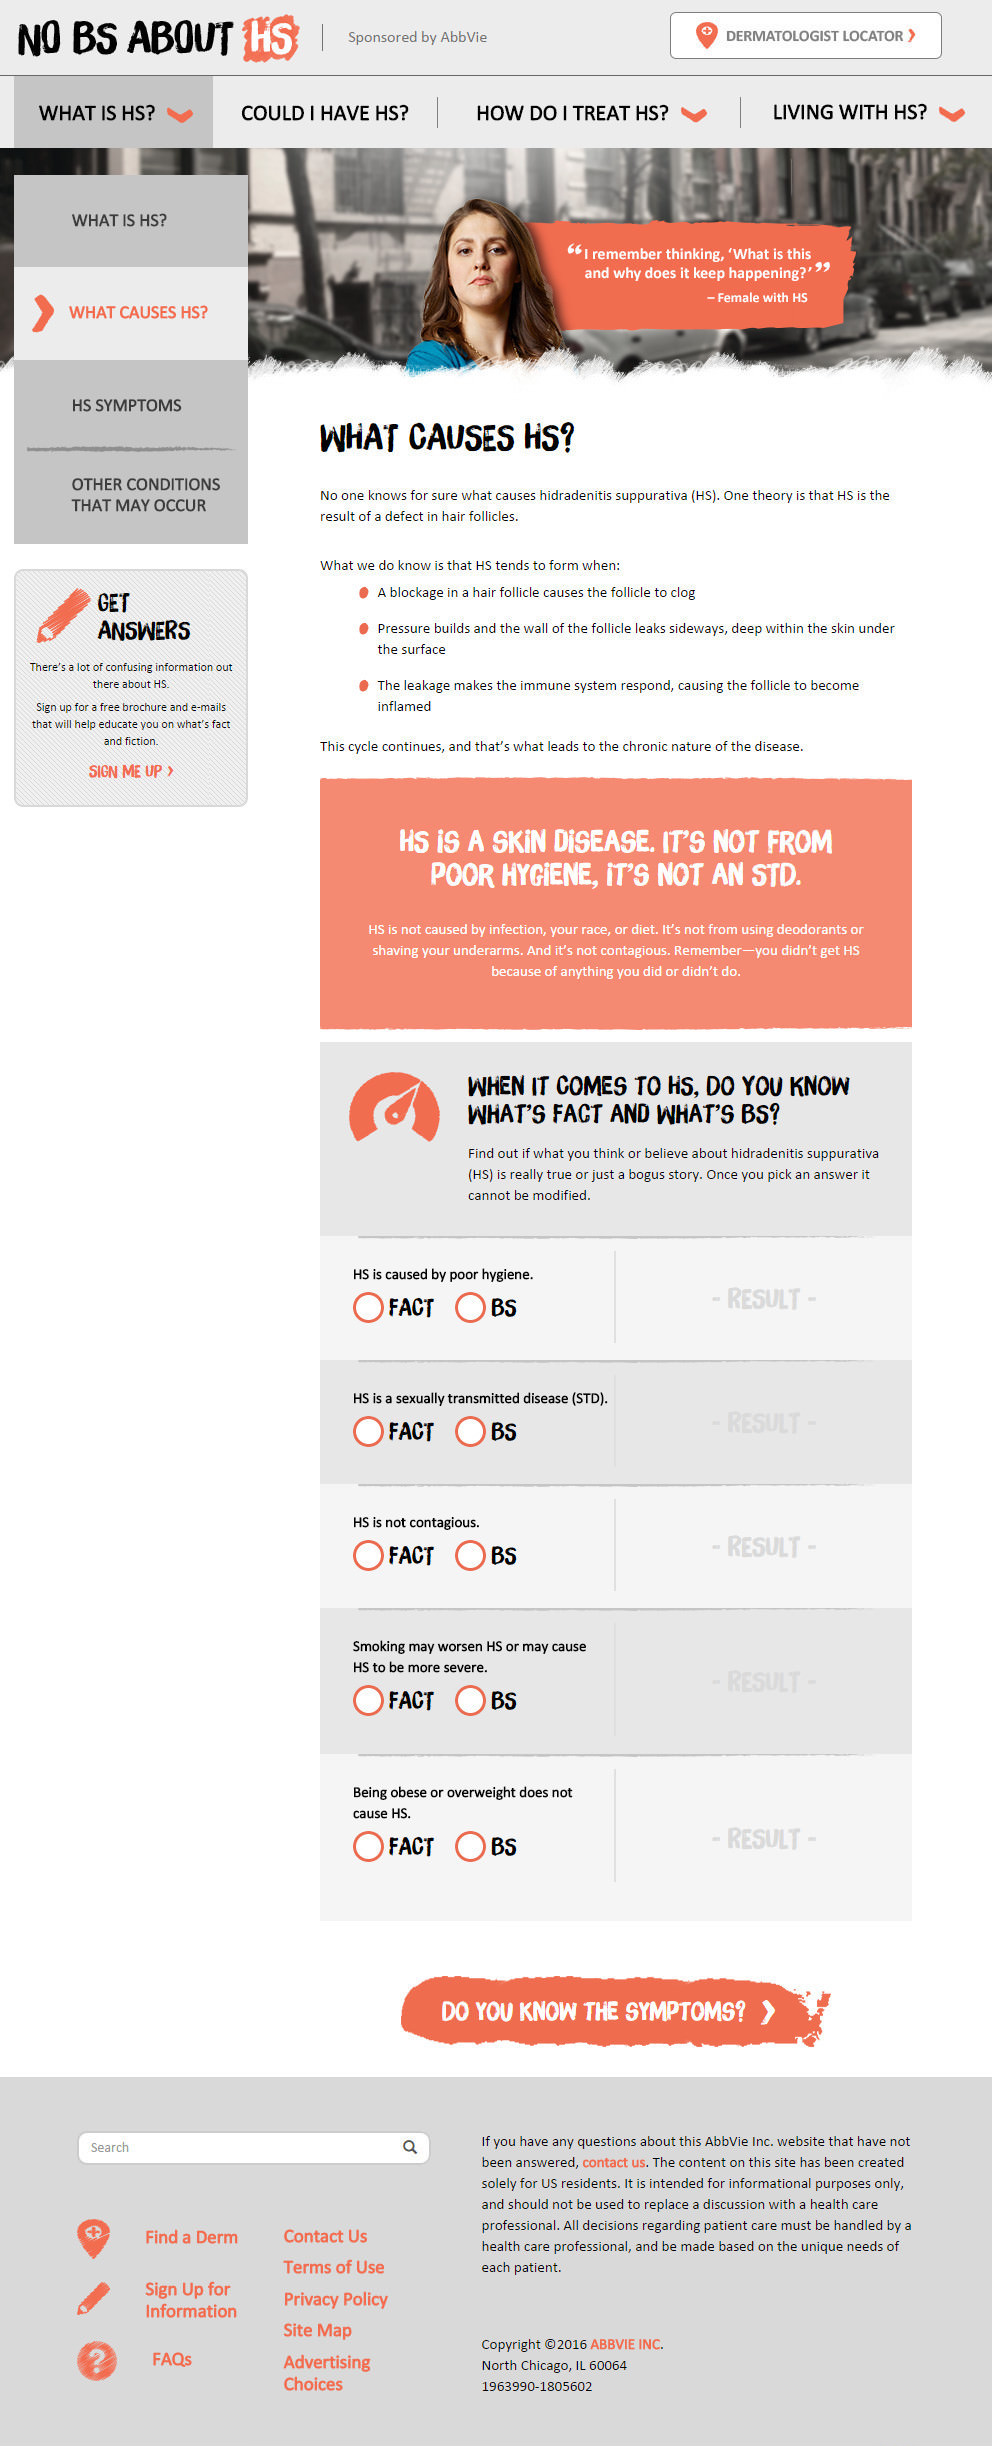 NO BS ABOUT HS
Sponsored by AbbVie
DERMATOLOGIST LOCATOR
WHAT IS HS?
COULD I HAVE HS?
HOW DO I TREAT HS?
LIVING WITH HS?
WHAT IS HS?
WHAT CAUSES HS?
HS SYMPTOMS
OTHER CONDITIONS
THAT MAY OCCUR
“I remember thinking, ‘What is this
and why does it keep happening?’”
– Female with HS
GET
ANSWERS
There’s a lot of confusing information out
there about HS.
Sign up for a free brochure and e-mails
that will help educate you on what’s fact
and fiction.
SIGN ME UP ›
WHAT CAUSES HS?
No one knows for sure what causes hidradenitis suppurativa (HS). One theory is that HS is the
result of a defect in hair follicles.
What we do know is that HS tends to form when:
A blockage in a hair follicle causes the follicle to clog
Pressure builds and the wall of the follicle leaks sideways, deep within the skin under
the surface
The leakage makes the immune system respond, causing the follicle to become
inflamed
This cycle continues, and that’s what leads to the chronic nature of the disease.
HS IS A SKIN DISEASE. IT’S NOT FROM
POOR HYGIENE, IT’S NOT AN STD.
HS is not caused by infection, your race, or diet. It’s not from using deodorants or
shaving your underarms. And it’s not contagious. Remember—you didn’t get HS
because of anything you did or didn’t do.
WHEN IT COMES TO HS, DO YOU KNOW
WHAT’S FACT AND WHAT’S BS?
Find out if what you think or believe about hidradenitis suppurativa
(HS) is really true or just a bogus story. Once you pick an answer it
cannot be modified.
HS is caused by poor hygiene.
FACT BS
- RESULT -
HS is a sexually transmitted disease (STD).
FACT BS
- RESULT -
HS is not contagious.
FACT BS
- RESULT -
Smoking may worsen HS or may cause
HS to be more severe.
FACT BS
- RESULT -
Being obese or overweight does not
cause HS.
FACT BS
- RESULT -
DO YOU KNOW THE SYMPTOMS?
Search
Find a Derm
Sign Up for
Information
FAQs
Contact Us
Terms of Use
Privacy Policy
Site Map
Advertising
Choices
If you have any questions about this AbbVie Inc. website that have not
been answered, contact us. The content on this site has been created
solely for US residents. It is intended for informational purposes only,
and should not be used to replace a discussion with a health care
professional. All decisions regarding patient care must be handled by a
health care professional, and be made based on the unique needs of
each patient.
Copyright ©2016 ABBVIE INC.
North Chicago, IL 60064
1963990-1805602